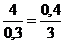 4/0,3 = 0,4/3